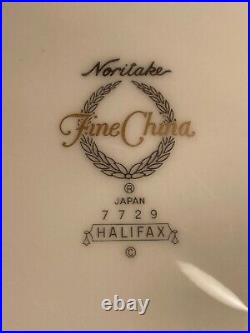 Noritake
Fine China
®
JAPAN
7729
HALIFAX
©